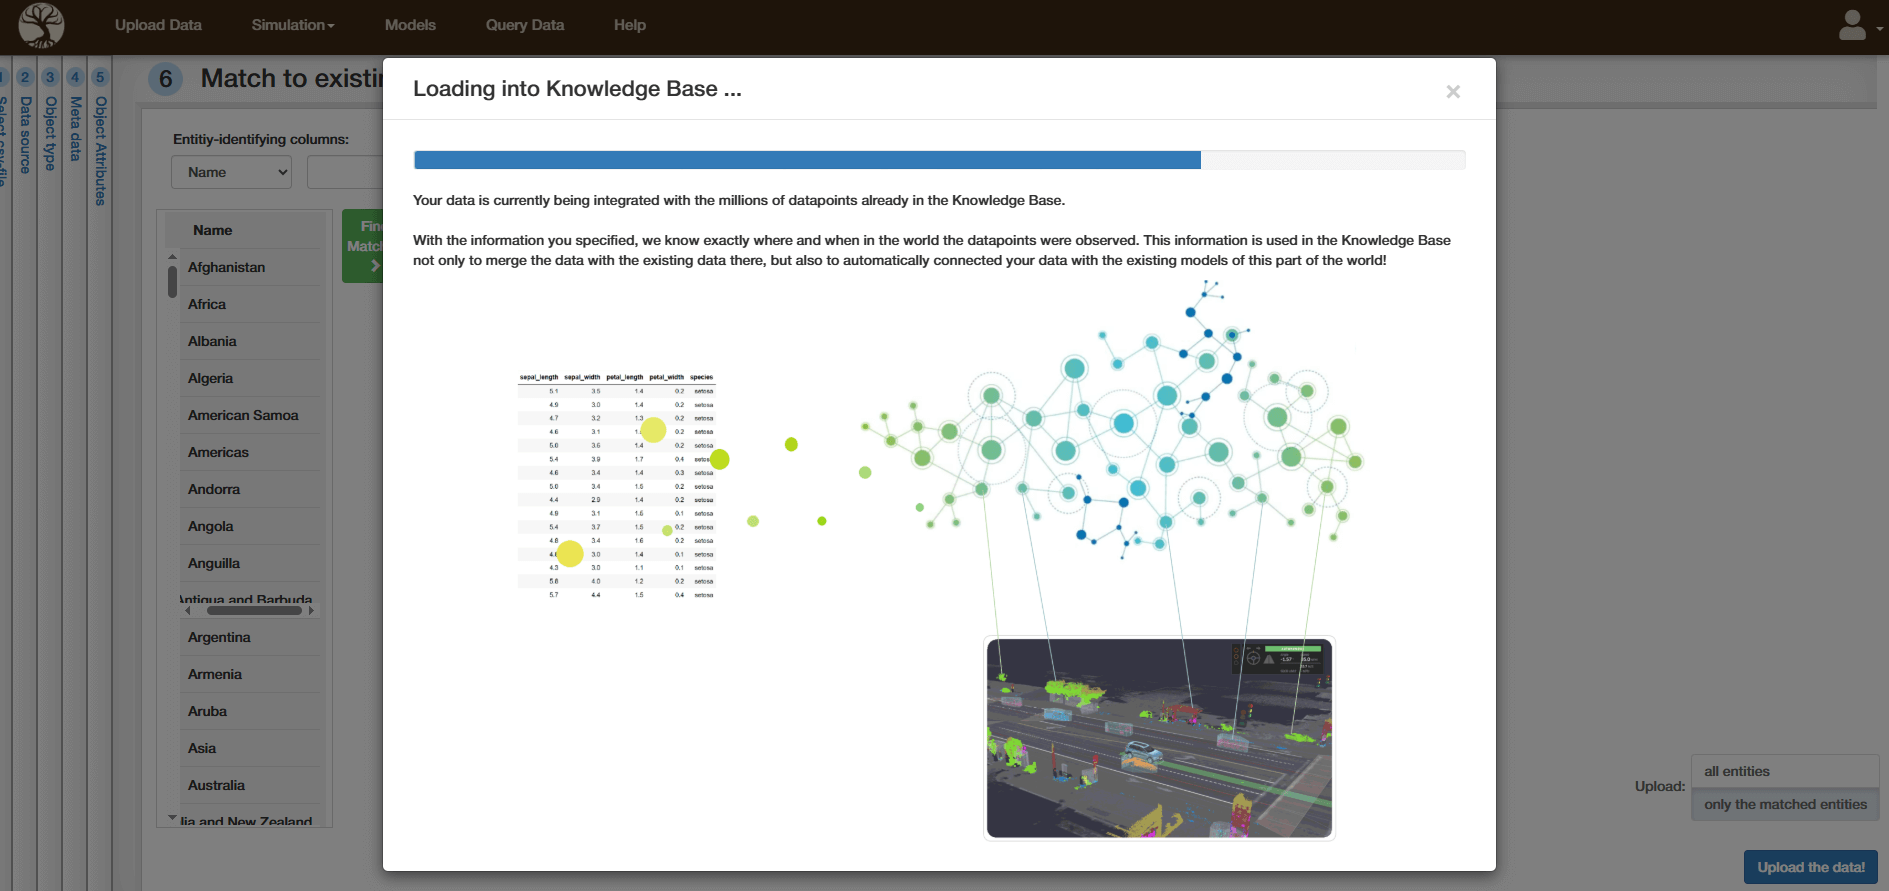 Upload Data Simulation Models Query Data Help
1 2 3 4 5
Select csv-file
Data source
Object type
Meta data
Object Attributes
6 Match to existin
Entitiy-identifying columns:
Name
Name
Afghanistan
Africa
Albania
Algeria
American Samoa
Americas
Andorra
Angola
Anguilla
Antigua and Barbuda
Argentina
Armenia
Aruba
Asia
Australia
lia and New Zealand
Fin
Matc
Loading into Knowledge Base ...
×
Your data is currently being integrated with the millions of datapoints already in the Knowledge Base.
With the information you specified, we know exactly where and when in the world the datapoints were observed. This information is used in the Knowledge Base
not only to merge the data with the existing data there, but also to automatically connected your data with the existing models of this part of the world!
sepal_length sepal_width petal_length petal_width species
5.1 3.5 1.4 0.2 setosa
4.9 3.0 1.4 0.2 setosa
4.7 3.2 1.3 0.2 setosa
4.6 3.1 0.2 setosa
5.0 3.6 1.4 0.2 setosa
5.4 3.9 1.7 0.4 setos
4.6 3.4 1.4 0.3 setosa
5.0 3.4 1.5 0.2 setosa
4.4 2.9 1.4 0.2 setosa
4.9 3.1 1.5 0.1 setosa
5.4 3.7 1.5 0.2 setosa
4.8 3.4 1.6 0.2 setosa
3.0 1.4 0.1 setosa
4.3 3.0 1.1 0.1 setosa
5.8 4.0 1.2 0.2 setosa
5.7 4.4 1.5 0.4 setosa
Upload:
all entities
only the matched entities
Upload the data!